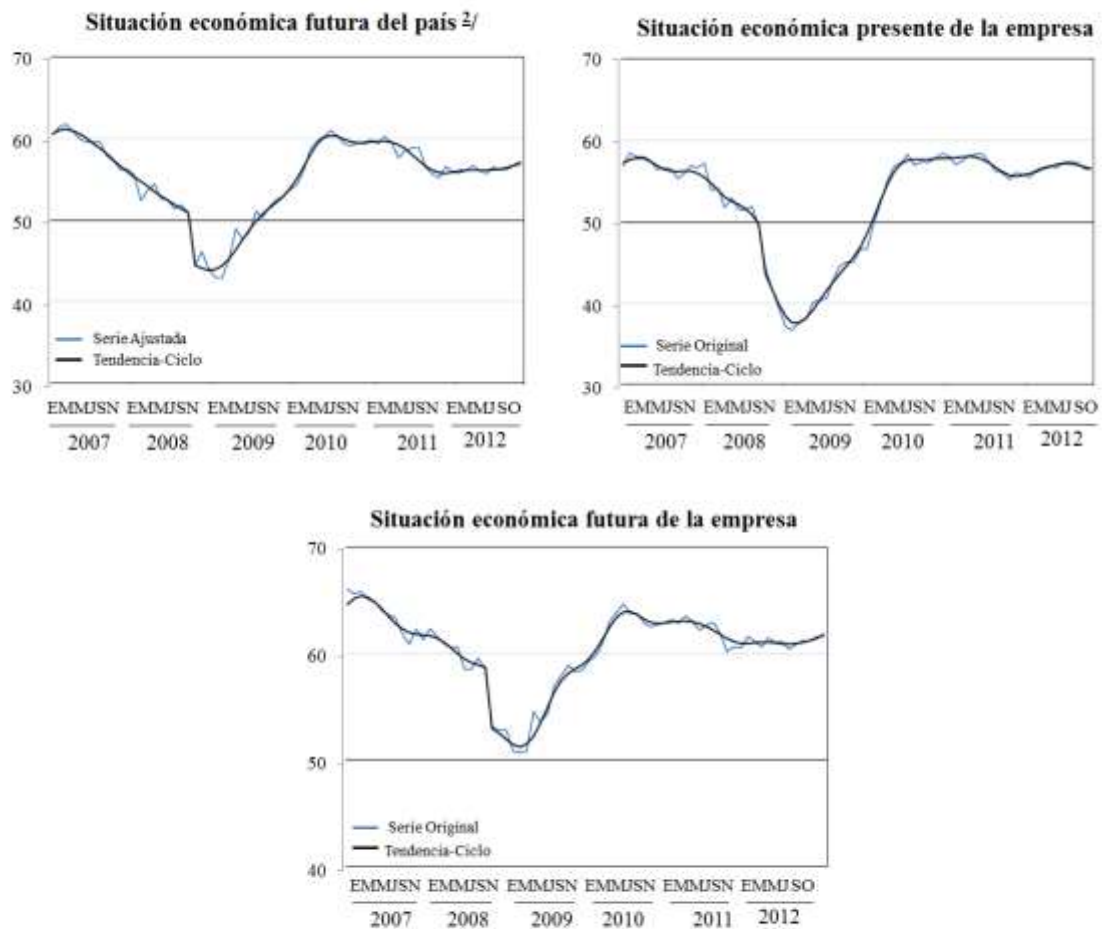 Situación económica futura del país 2/
70
60
50
40
30
Serie Ajustada
Tendencia-Ciclo
EMMJSN EMMJSN EMMJSN EMMJSN EMMJSN EMMJSO
2007 2008 2009 2010 2011 2012
Situación económica presente de la empresa
70
60
50
40
30
Serie Original
Tendencia-Ciclo
EMMJSN EMMJSN EMMJSN EMMJSN EMMJSN EMMJSO
2007 2008 2009 2010 2011 2012
Situación económica futura de la empresa
70
60
50
40
Serie Original
Tendencia-Ciclo
EMMJSN EMMJSN EMMJSN EMMJSN EMMJSN EMMJSO
2007 2008 2009 2010 2011 2012